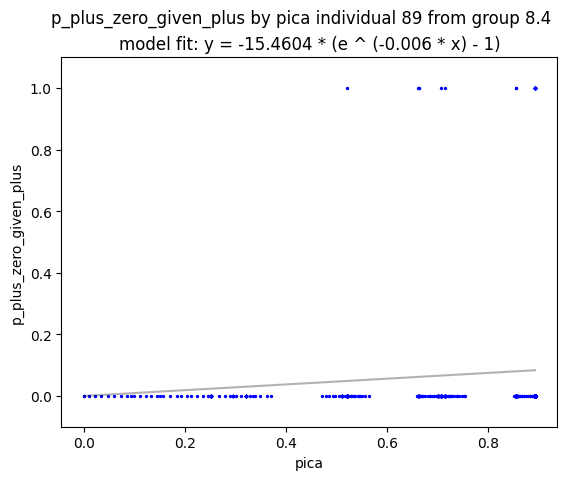 p_plus_zero_given_plus by pica individual 89 from group 8.4
model fit: y = -15.4604 * (e ^ (-0.006 * x) - 1)
1.0
0.8
0.6
0.4
0.2
0.0
p_plus_zero_given_plus
0.0 0.2 0.4 0.6 0.8
pica